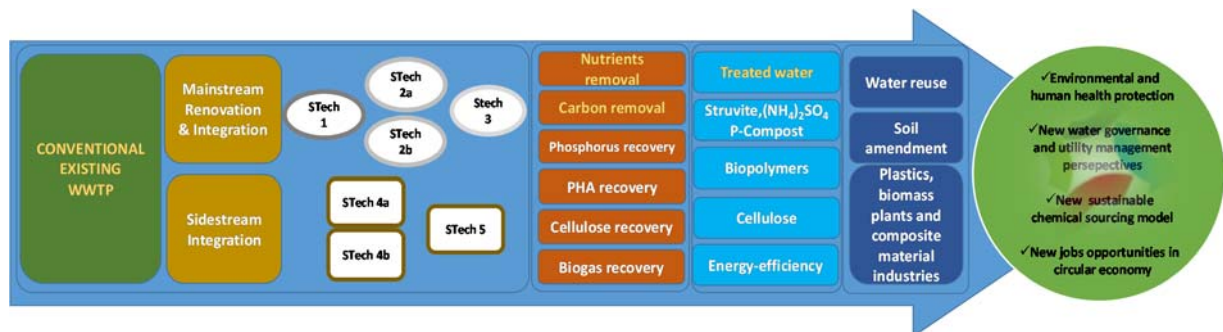 CONVENTIONAL
EXISTING
WWTP
Mainstream
Renovation
& Integration
Sidestream
Integration
STech
1
STech
2a
STech
2b
Stech
3
STech 4a
STech 4b
STech 5
Nutrients
removal
Carbon removal
Phosphorus recovery
PHA recovery
Cellulose recovery
Biogas recovery
Treated water
Struvite,(NH4)2SO4
P-Compost
Biopolymers
Cellulose
Energy-efficiency
Water reuse
Soil
amendment
Plastics,
biomass
plants and
composite
material
industries
✓Environmental and
human health protection
✓New water governance
and utility management
persepectives
✓New sustainable
chemical sourcing model
✓New jobs opportunities in
circular economy